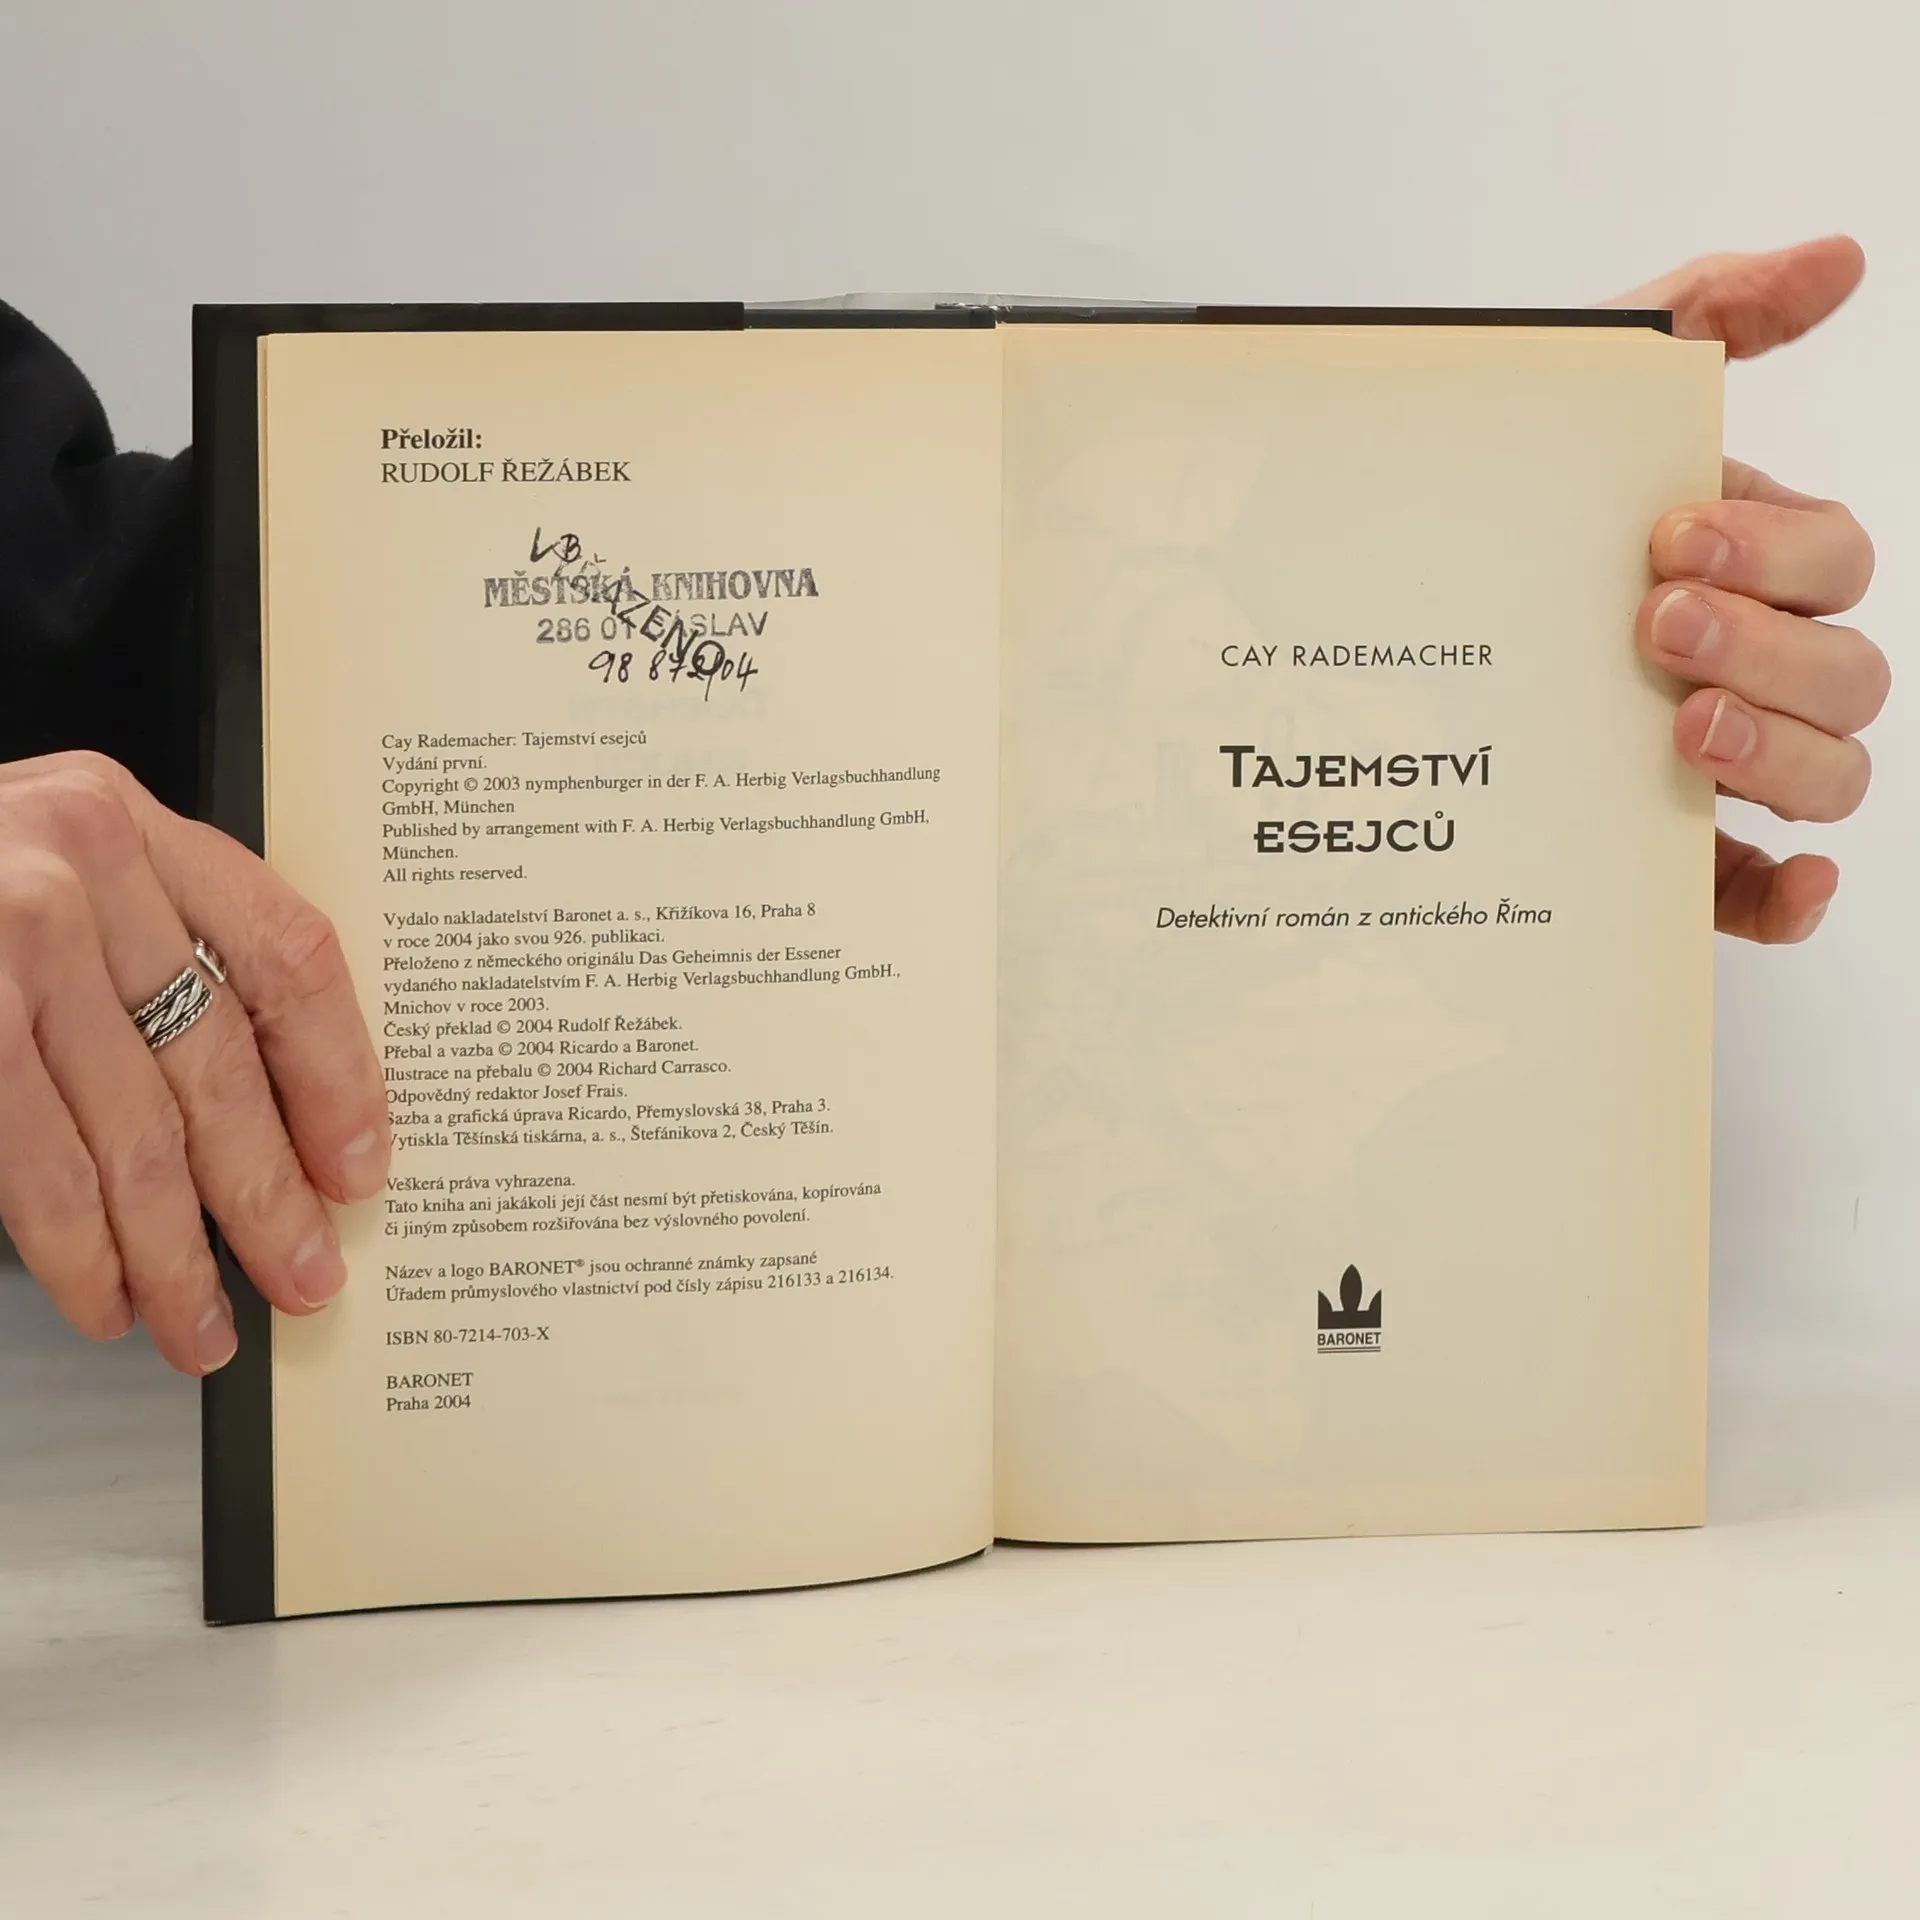 Přeložil:
RUDOLF ŘEŽÁBEK
MĚSTSKÁ KNIHOVNA
286 01 ČÁSLAV
VYŘAZENO
98
Cay Rademacher: Tajemství esejců
Vydání první.
Copyright © 2003 nymphenburger in der F. A. Herbig Verlagsbuchhandlung
GmbH, München
Published by arrangement with F. A. Herbig Verlagsbuchhandlung GmbH,
München.
All rights reserved.
Vydalo nakladatelství Baronet a. s., Křižíkova 16, Praha 8
v roce 2004 jako svou 926. publikaci.
Přeloženo z německého originálu Das Geheimnis der Essener
vydaného nakladatelstvím F. A. Herbig Verlagsbuchhandlung GmbH.,
Mnichov v roce 2003.
Český překlad © 2004 Rudolf Řežábek.
Přebal a vazba © 2004 Ricardo a Baronet.
Ilustrace na přebalu © 2004 Richard Carrasco.
Odpovědný redaktor Josef Frais.
Sazba a grafická úprava Ricardo, Přemyslovská 38, Praha 3.
Vytiskla Těšínská tiskárna, a. s., Štefánikova 2, Český Těšín.
Veškerá práva vyhrazena.
Tato kniha ani jakákoli její část nesmí být přetiskována, kopírována
či jiným způsobem rozšiřována bez výslovného povolení.
Název a logo BARONET® jsou ochranné známky zapsané
Úřadem průmyslového vlastnictví pod čísly zápisu 216133 a 216134.
ISBN 80-7214-703-X
BARONET
Praha 2004
CAY RADEMACHER
TAJEMSTVÍ
ESEJCŮ
Detektivní román z antického Říma
BARONET